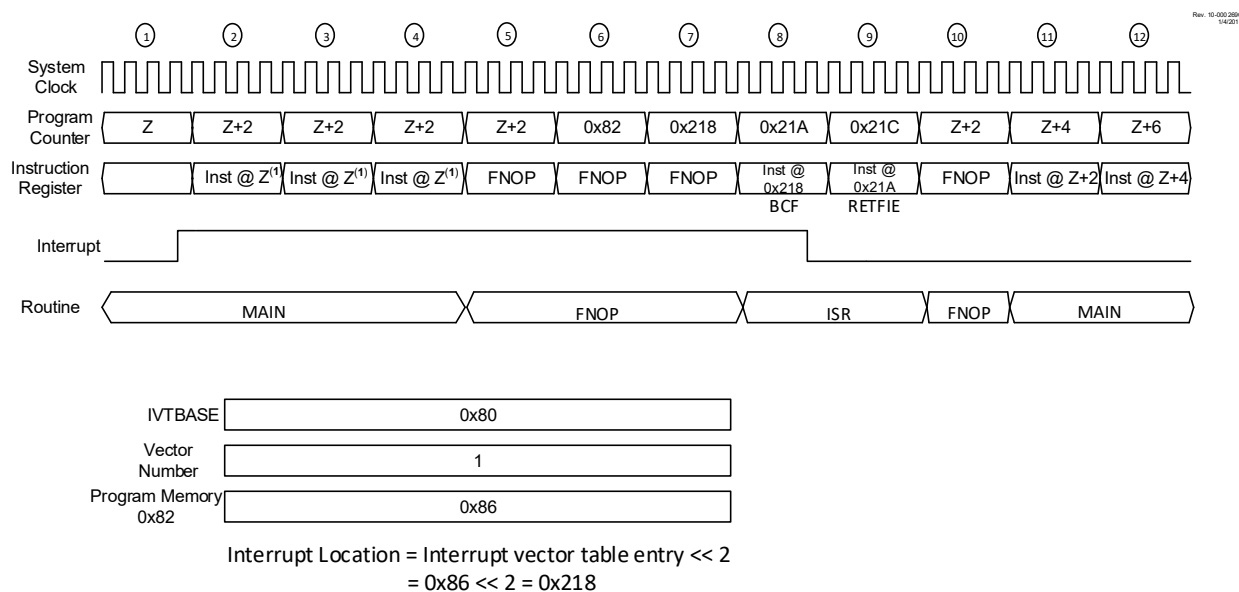 Rev. 10-000 269
1/4/201
1 2 3 4 5 6 7 8 9 10 11 12
System
Clock
Program
Counter
Z Z+2 Z+2 Z+2 Z+2 0x82 0x218 0x21A 0x21C Z+2 Z+4 Z+6
Instruction
Register
Inst @ Z(1) Inst @ Z(1) Inst @ Z(1) FNOP FNOP FNOP Inst @ 0x218 BCF Inst @ 0x21A RETFIE FNOP Inst @ Z+2 Inst @ Z+4
Interrupt
Routine MAIN FNOP ISR FNOP MAIN
IVTBASE 0x80
Vector
Number
1
Program Memory
0x82
0x86
Interrupt Location = Interrupt vector table entry << 2
= 0x86 << 2 = 0x218